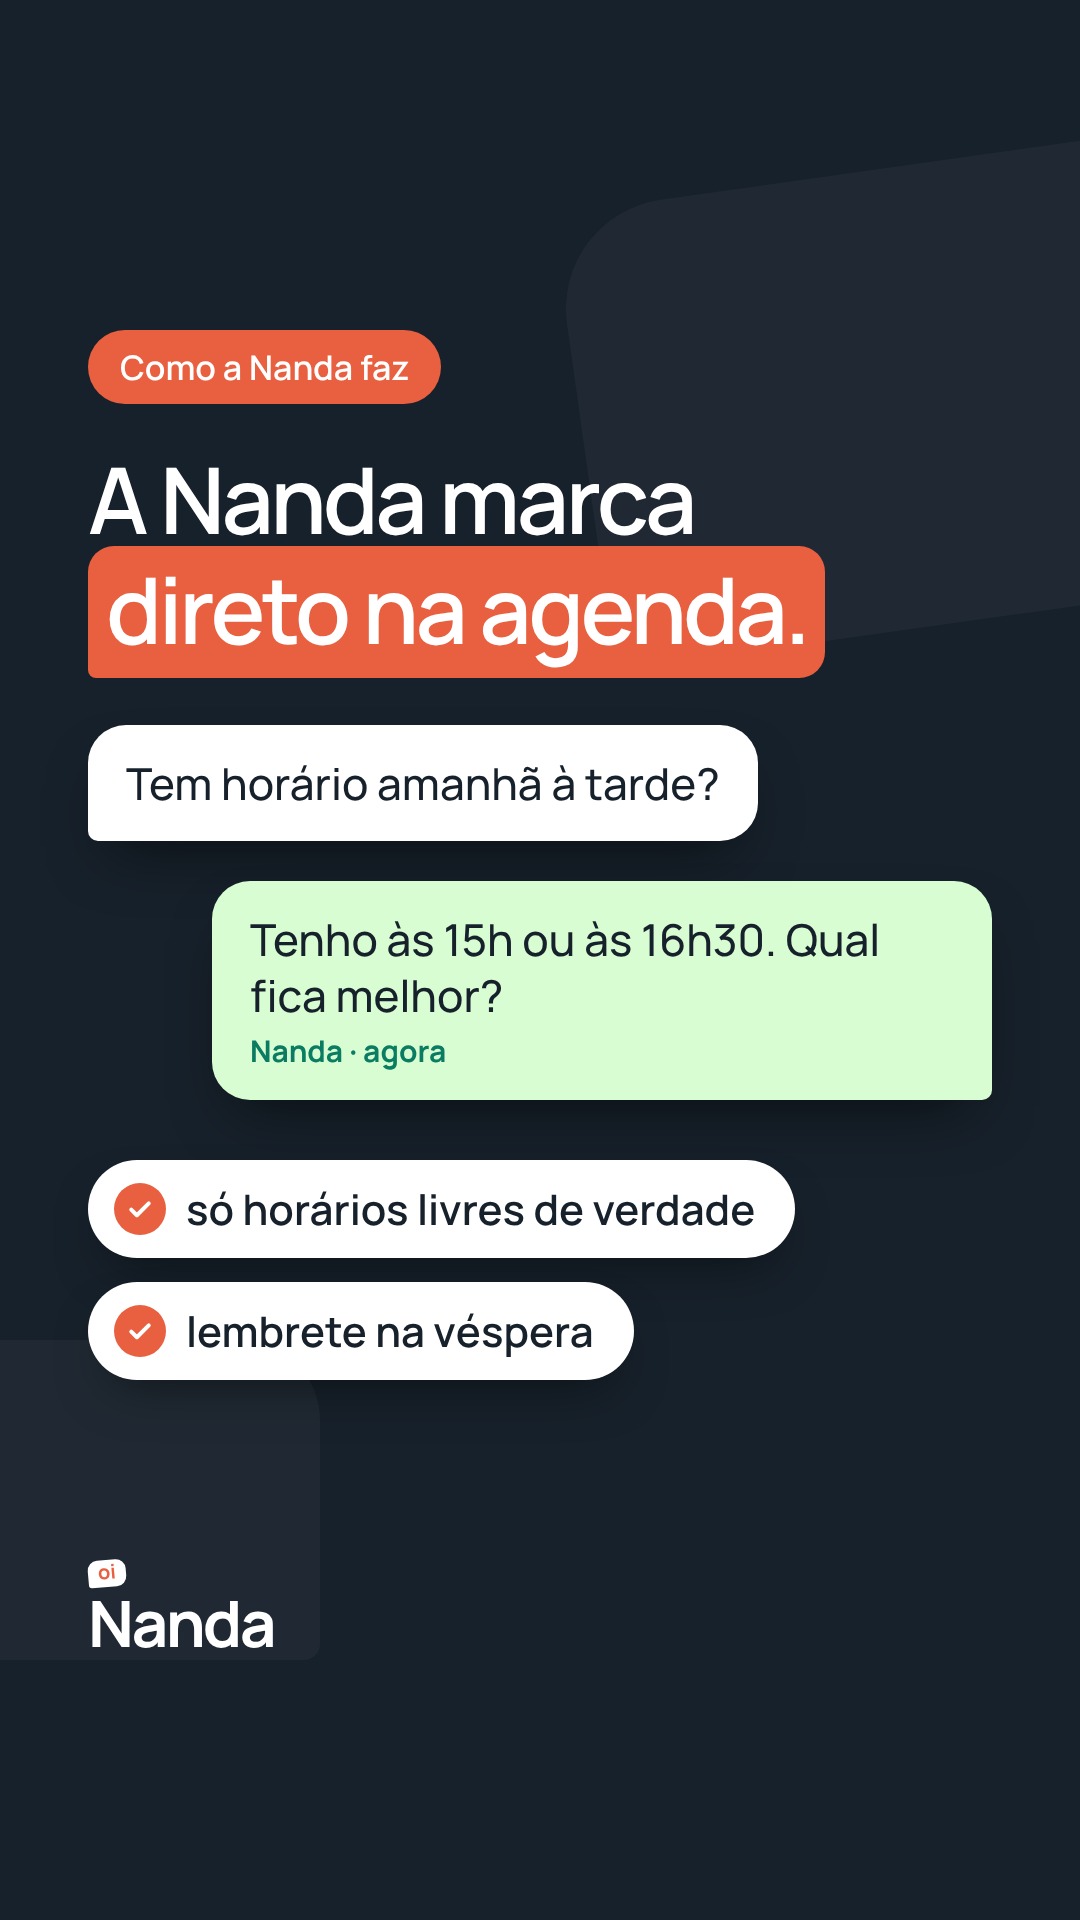 Como a Nanda faz
A Nanda marca
direto na agenda.
Tem horário amanhã à tarde?
Tenho às 15h ou às 16h30. Qual
fica melhor?
Nanda · agora
só horários livres de verdade
lembrete na véspera
oi
Nanda